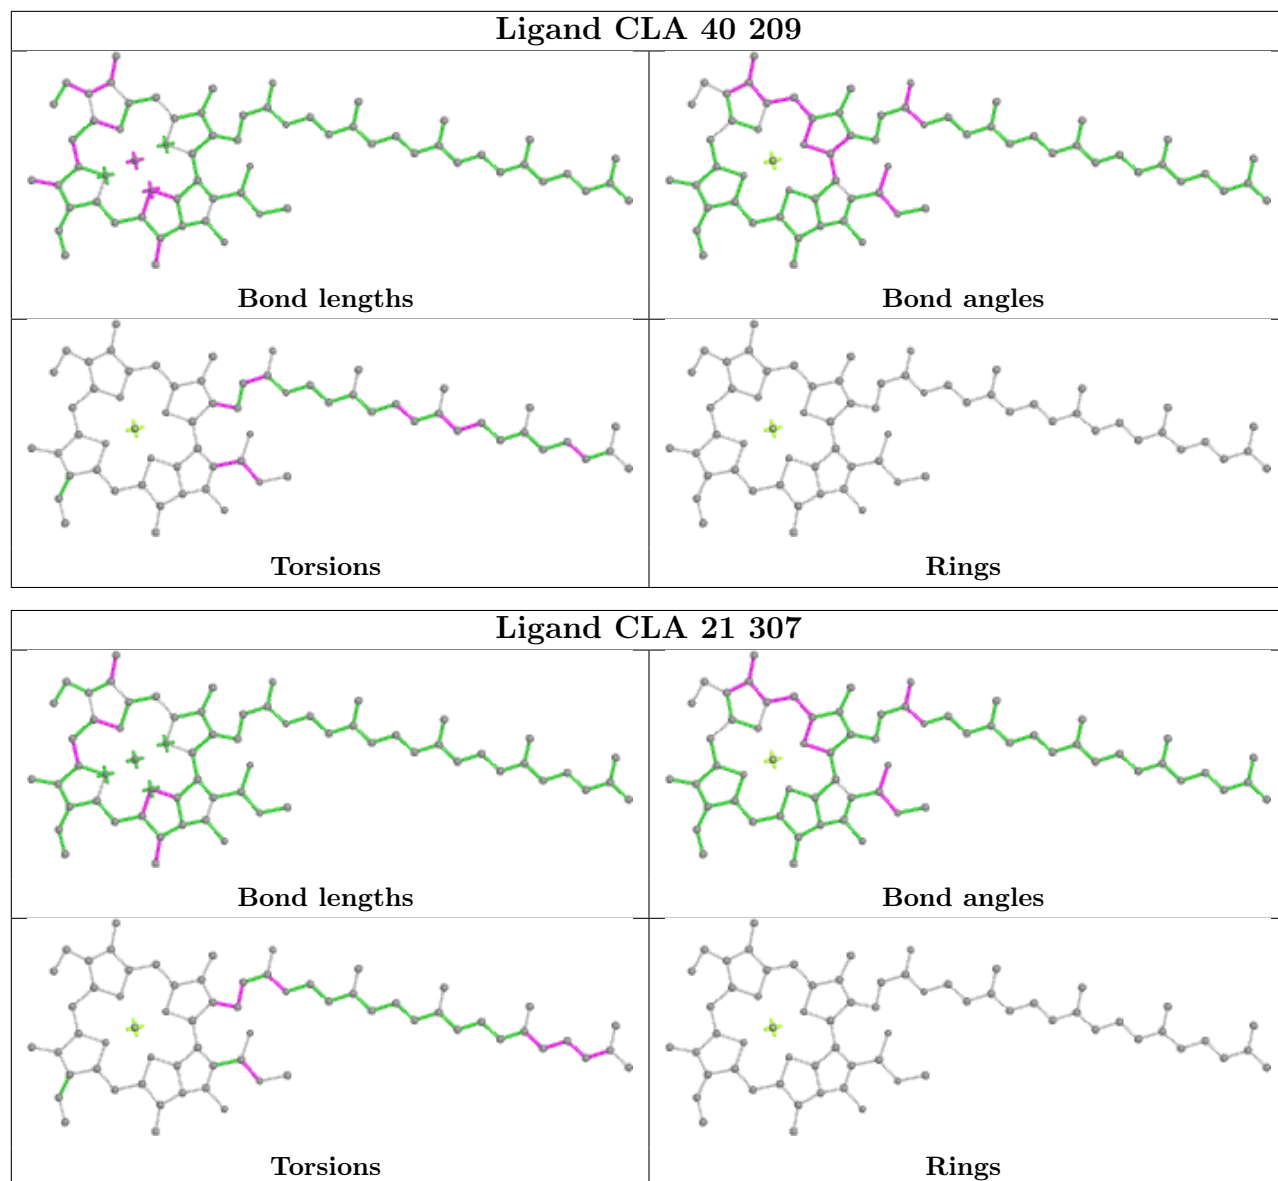 Ligand CLA 40 209
Bond lengths
Bond angles
Torsions
Rings
Ligand CLA 21 307
Bond lengths
Bond angles
Torsions
Rings